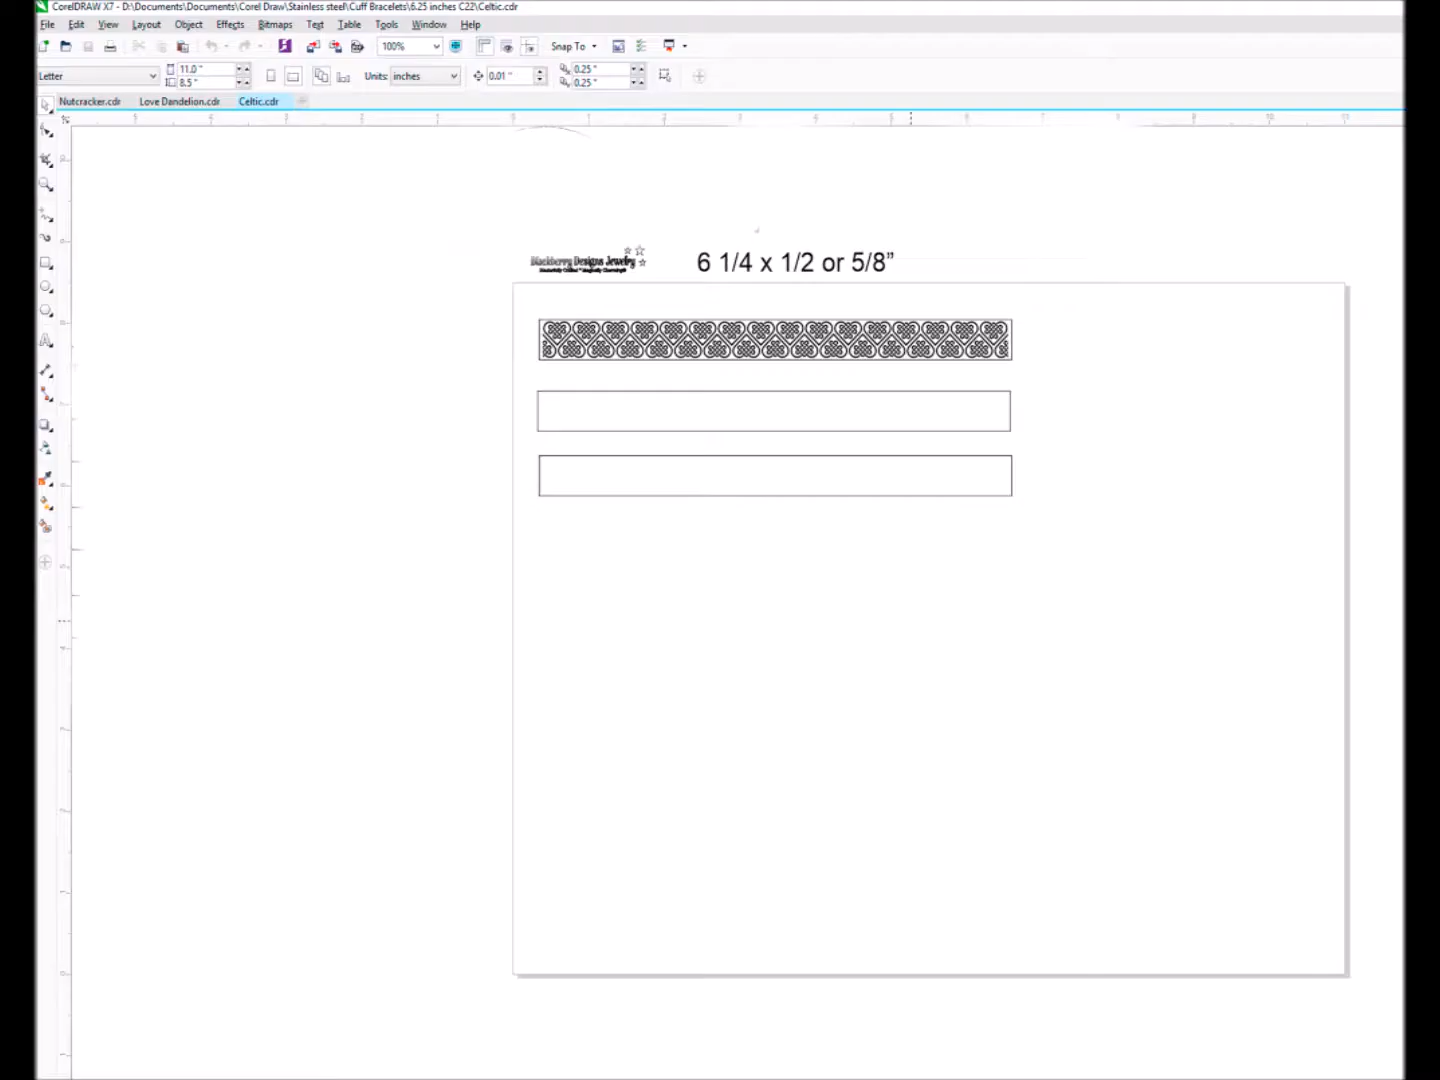 CorelDRAW X7 - D:\Documents\Documents\Corel Draw\Stainless steel\Cuff Bracelets\6.25 inches C22\Celtic.cdr
File Edit View Layout Object Effects Bitmaps Text Table Tools Window Help
100% Snap To
Letter 11.0 " 8.5 " Units: inches 0.01 " 0.25 " 0.25 "
Nutcracker.cdr Love Dandelion.cdr Celtic.cdr
Blackberry Designs Jewelry
6 1/4 x 1/2 or 5/8”